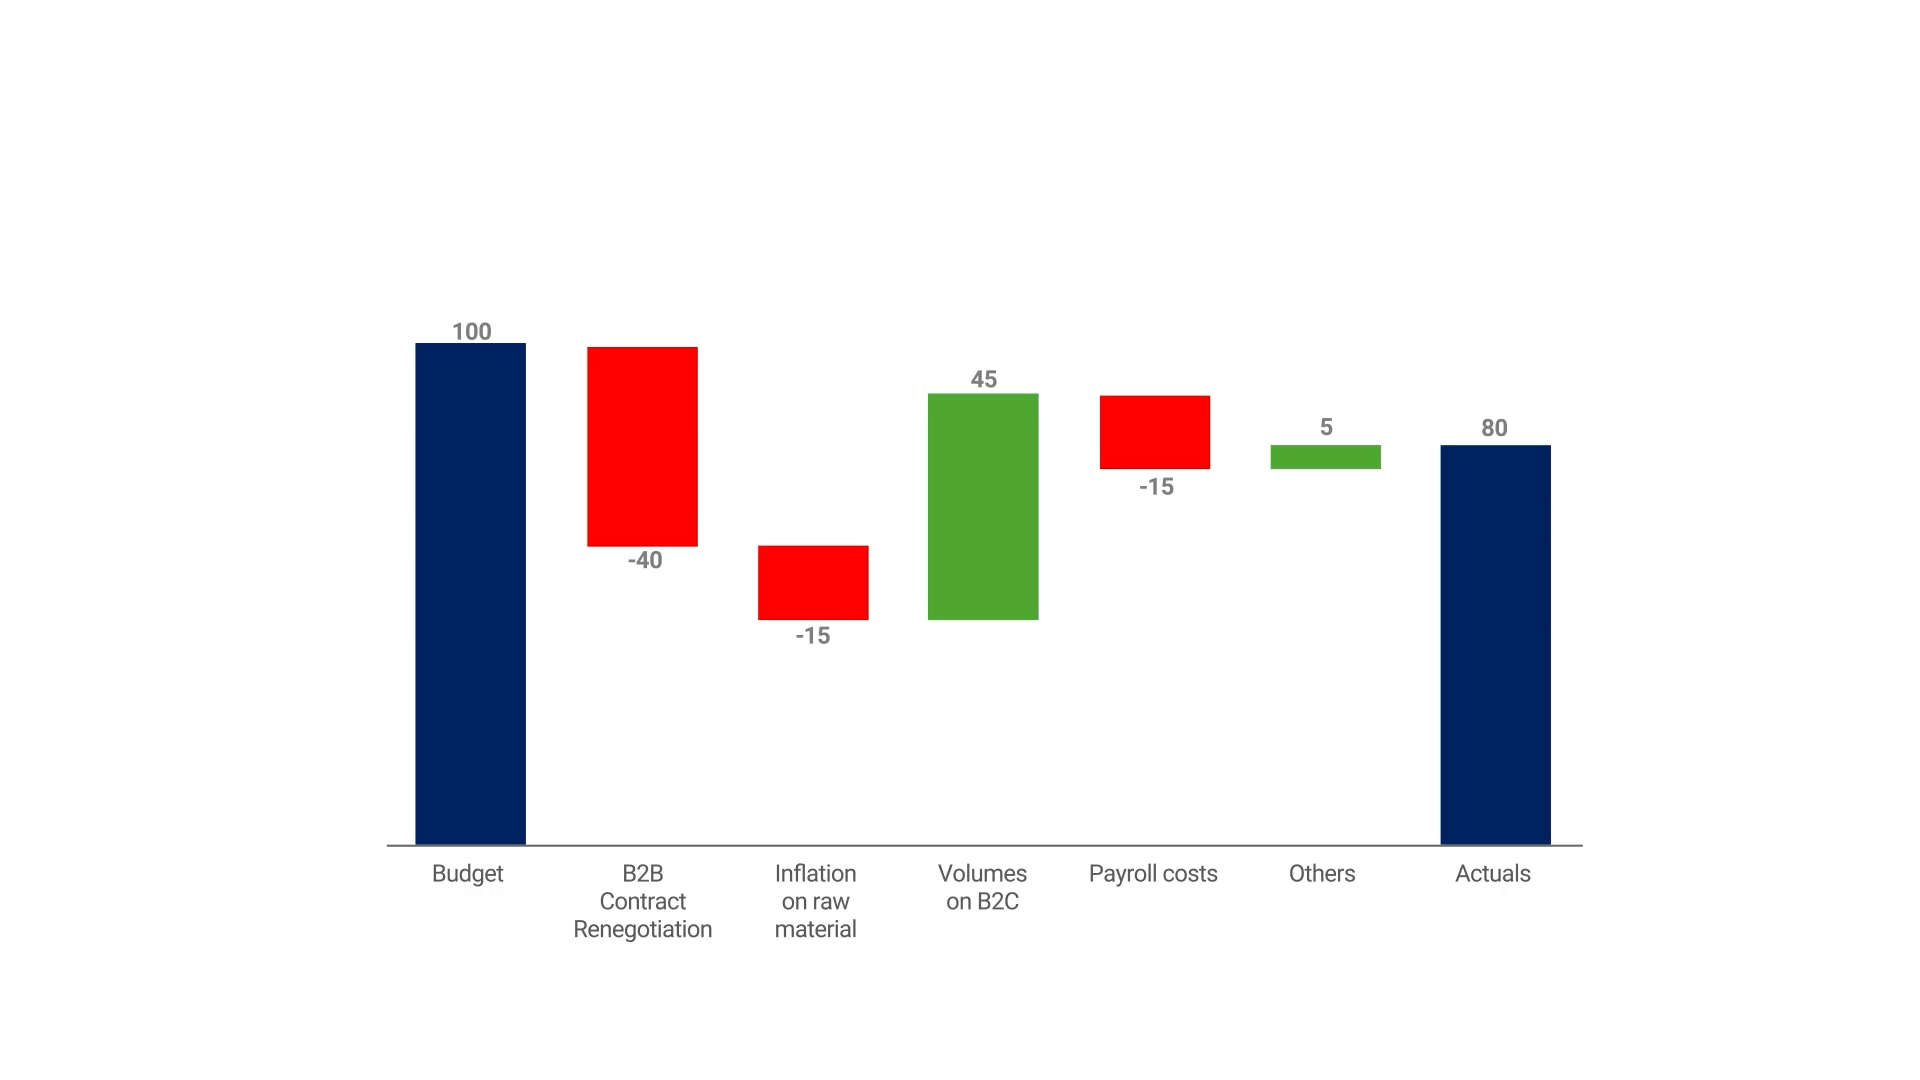 100
45
5
80
-15
-40
-15
Budget
B2B
Contract
Renegotiation
Inflation
on raw
material
Volumes
on B2C
Payroll costs
Others
Actuals